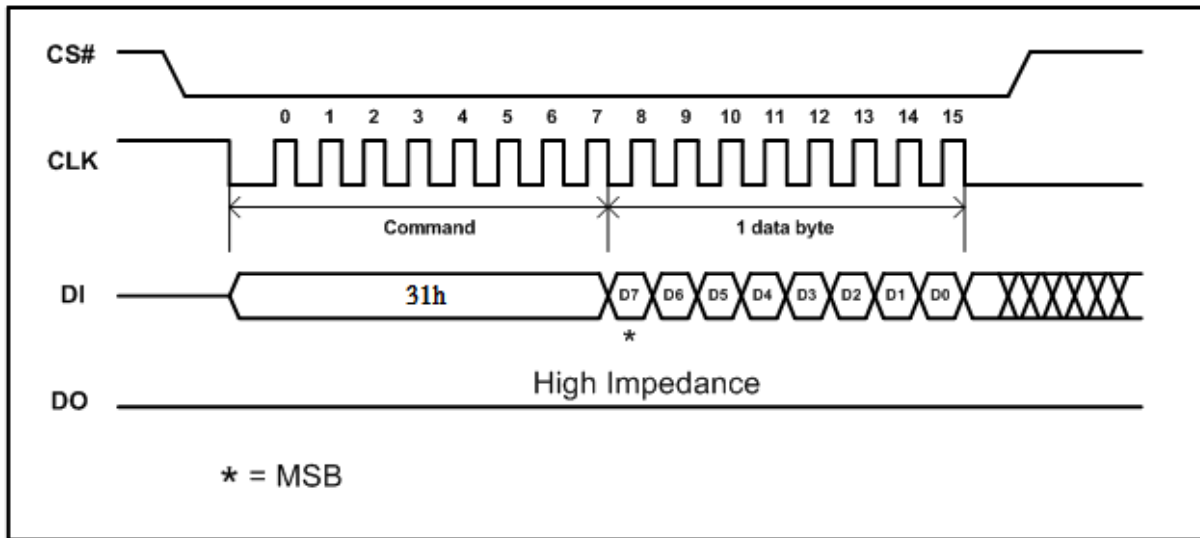 CS#
0 1 2 3 4 5 6 7 8 9 10 11 12 13 14 15
CLK
Command 1 data byte
DI 31h D7 D6 D5 D4 D3 D2 D1 D0
*
High Impedance
DO
* = MSB